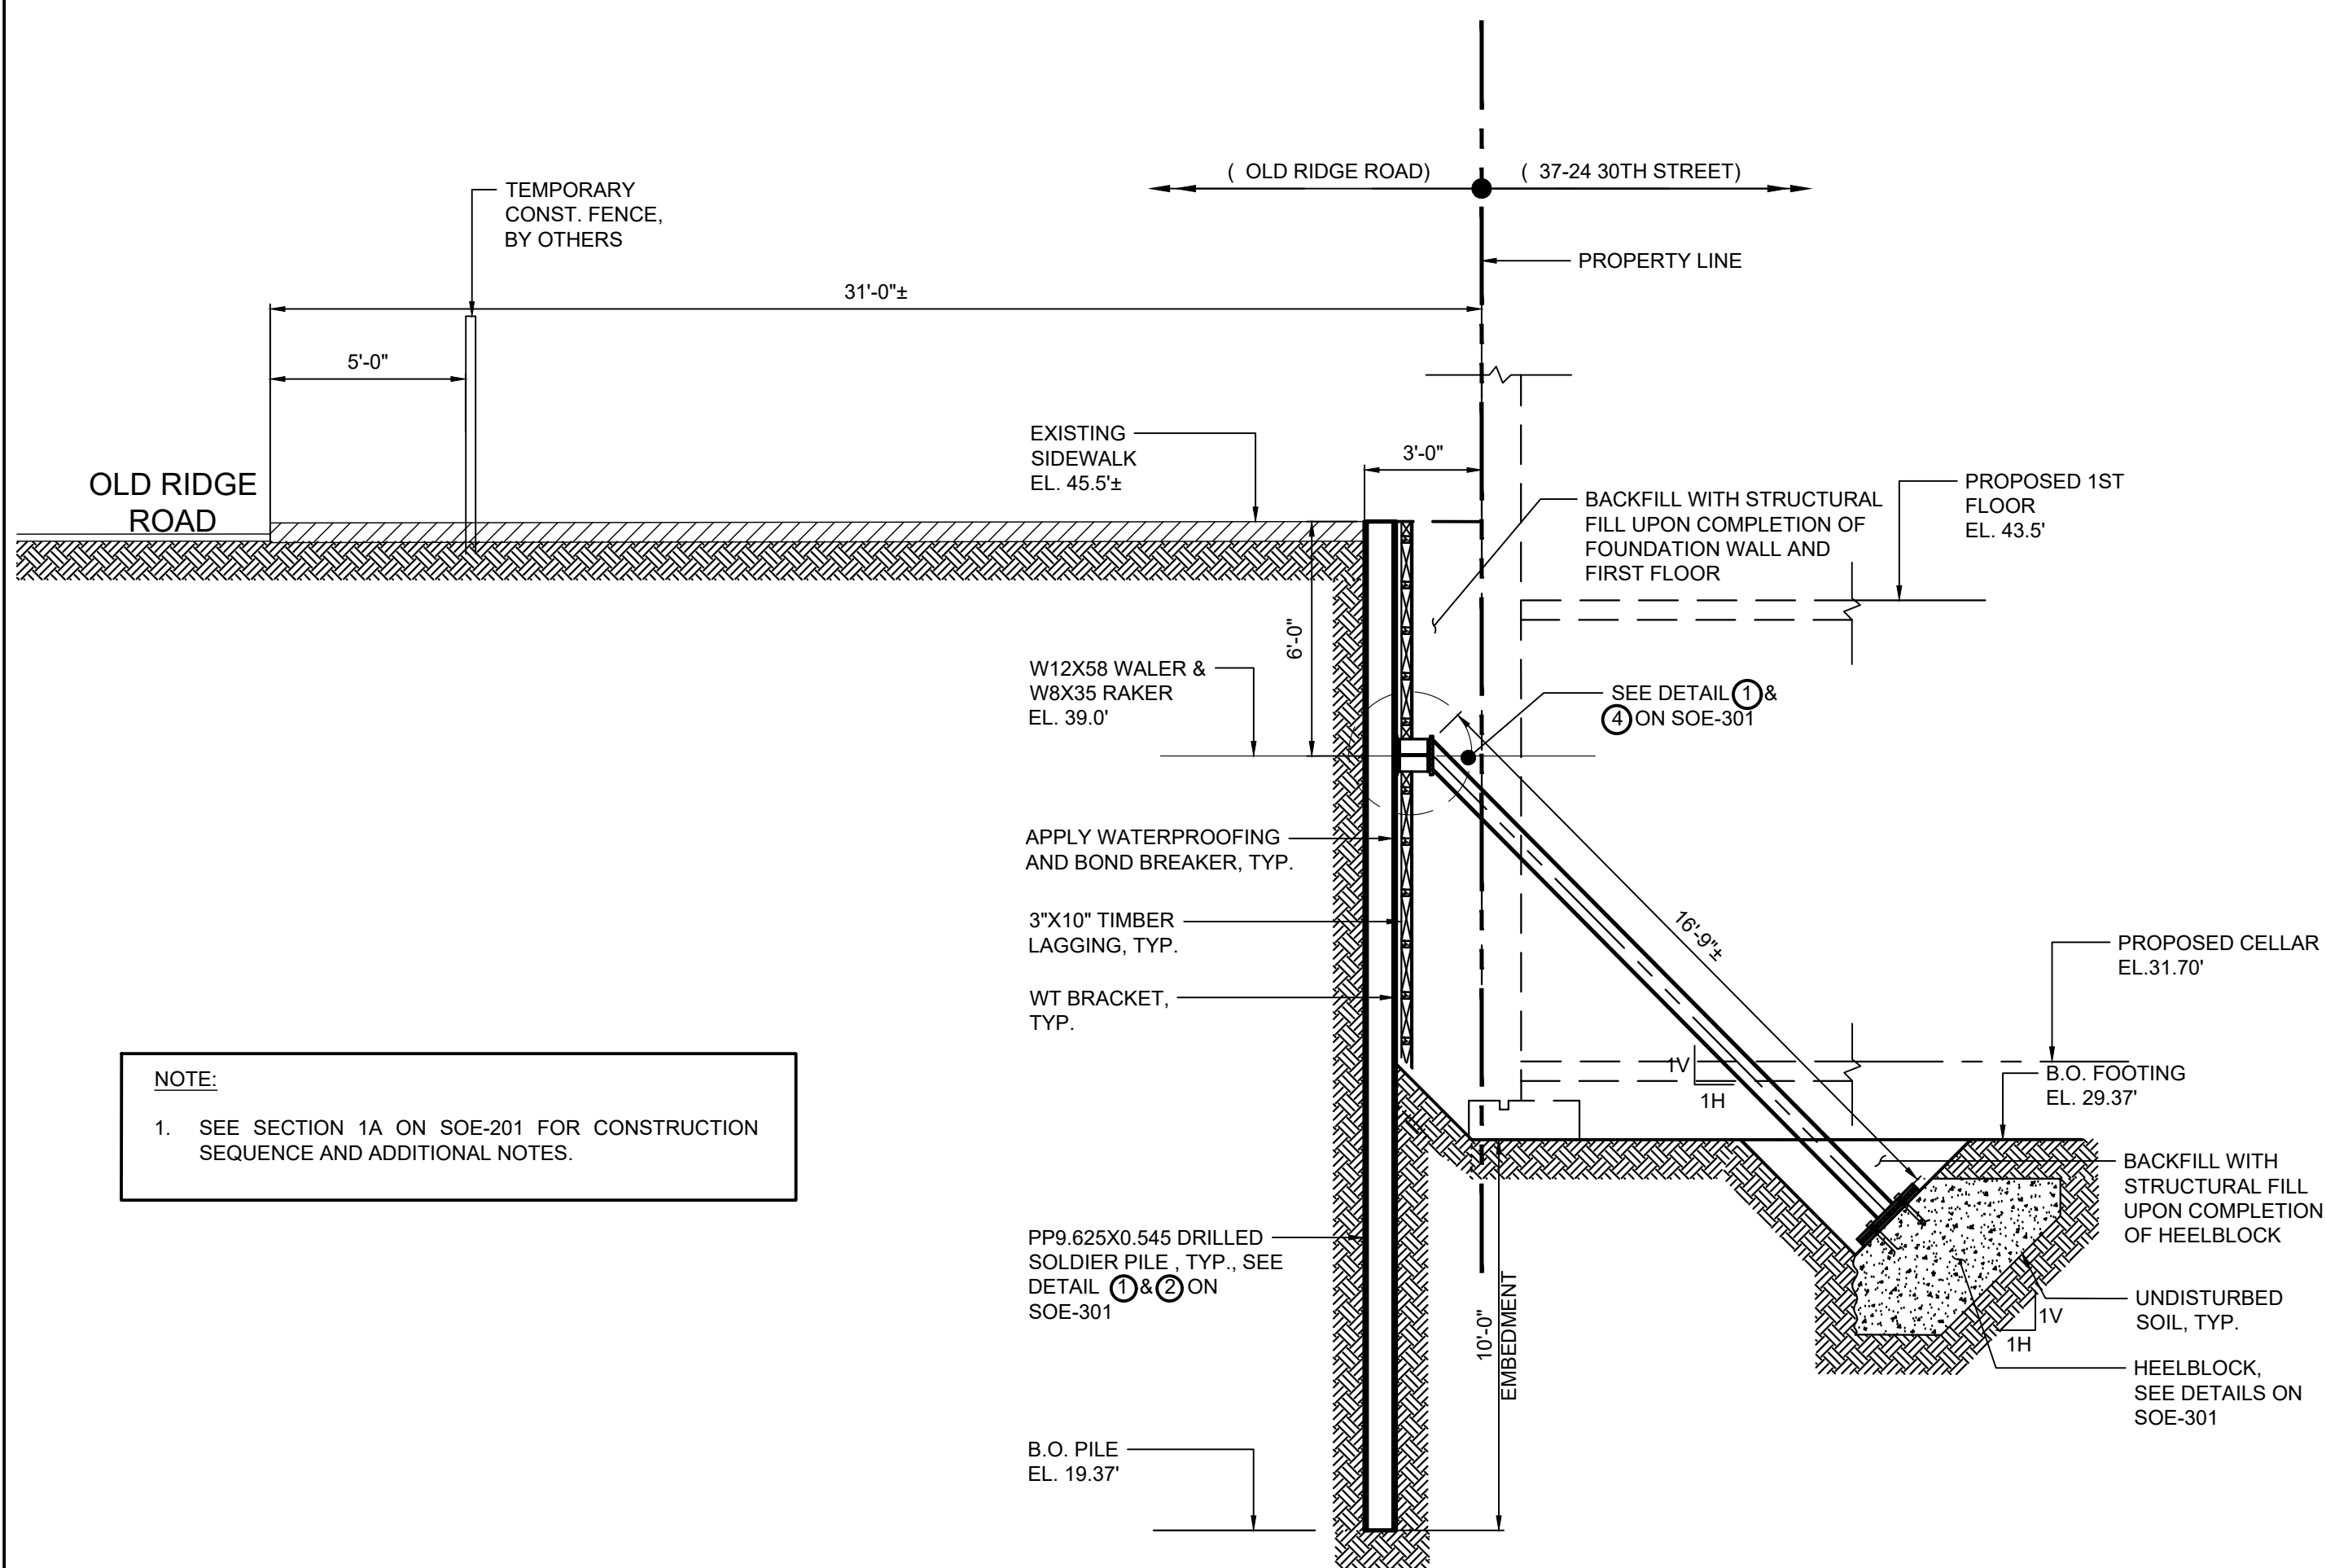 ( OLD RIDGE ROAD)
( 37-24 30TH STREET)
TEMPORARY
CONST. FENCE,
BY OTHERS
PROPERTY LINE
31'-0"±
5'-0"
EXISTING
SIDEWALK
EL. 45.5'±
3'-0"
OLD RIDGE
ROAD
BACKFILL WITH STRUCTURAL
FILL UPON COMPLETION OF
FOUNDATION WALL AND
FIRST FLOOR
PROPOSED 1ST
FLOOR
EL. 43.5'
6'-0"
W12X58 WALER &
W8X35 RAKER
EL. 39.0'
SEE DETAIL 1 &
4 ON SOE-301
APPLY WATERPROOFING
AND BOND BREAKER, TYP.
3"X10" TIMBER
LAGGING, TYP.
WT BRACKET,
TYP.
16'-9"±
PROPOSED CELLAR
EL.31.70'
1V
1H
B.O. FOOTING
EL. 29.37'
NOTE:
1. SEE SECTION 1A ON SOE-201 FOR CONSTRUCTION
SEQUENCE AND ADDITIONAL NOTES.
BACKFILL WITH
STRUCTURAL FILL
UPON COMPLETION
OF HEELBLOCK
PP9.625X0.545 DRILLED
SOLDIER PILE , TYP., SEE
DETAIL 1 & 2 ON
SOE-301
10'-0"
EMBEDMENT
UNDISTURBED
SOIL, TYP.
1V
1H
HEELBLOCK,
SEE DETAILS ON
SOE-301
B.O. PILE
EL. 19.37'